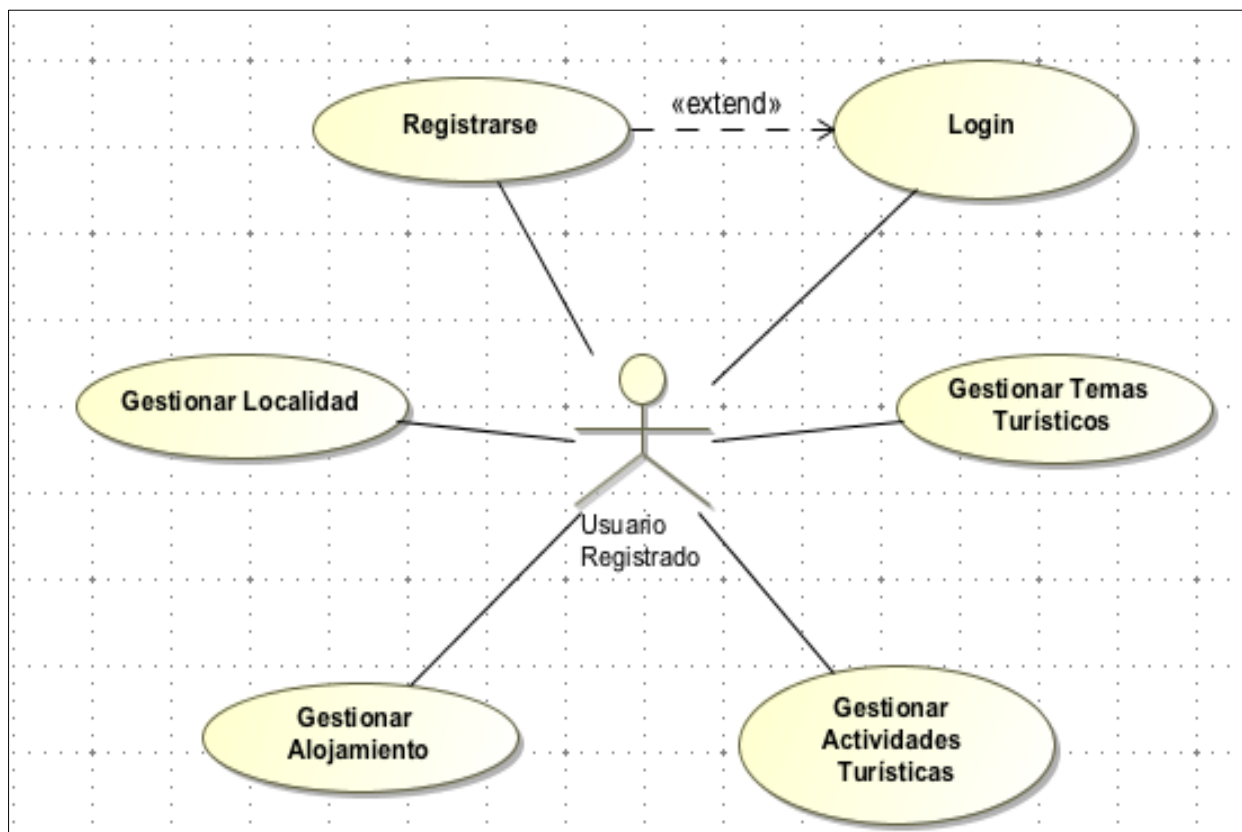 Registrarse
«extend»
Login
Gestionar Localidad
Gestionar Temas
Turísticos
Usuario
Registrado
Gestionar
Alojamiento
Gestionar
Actividades
Turísticas